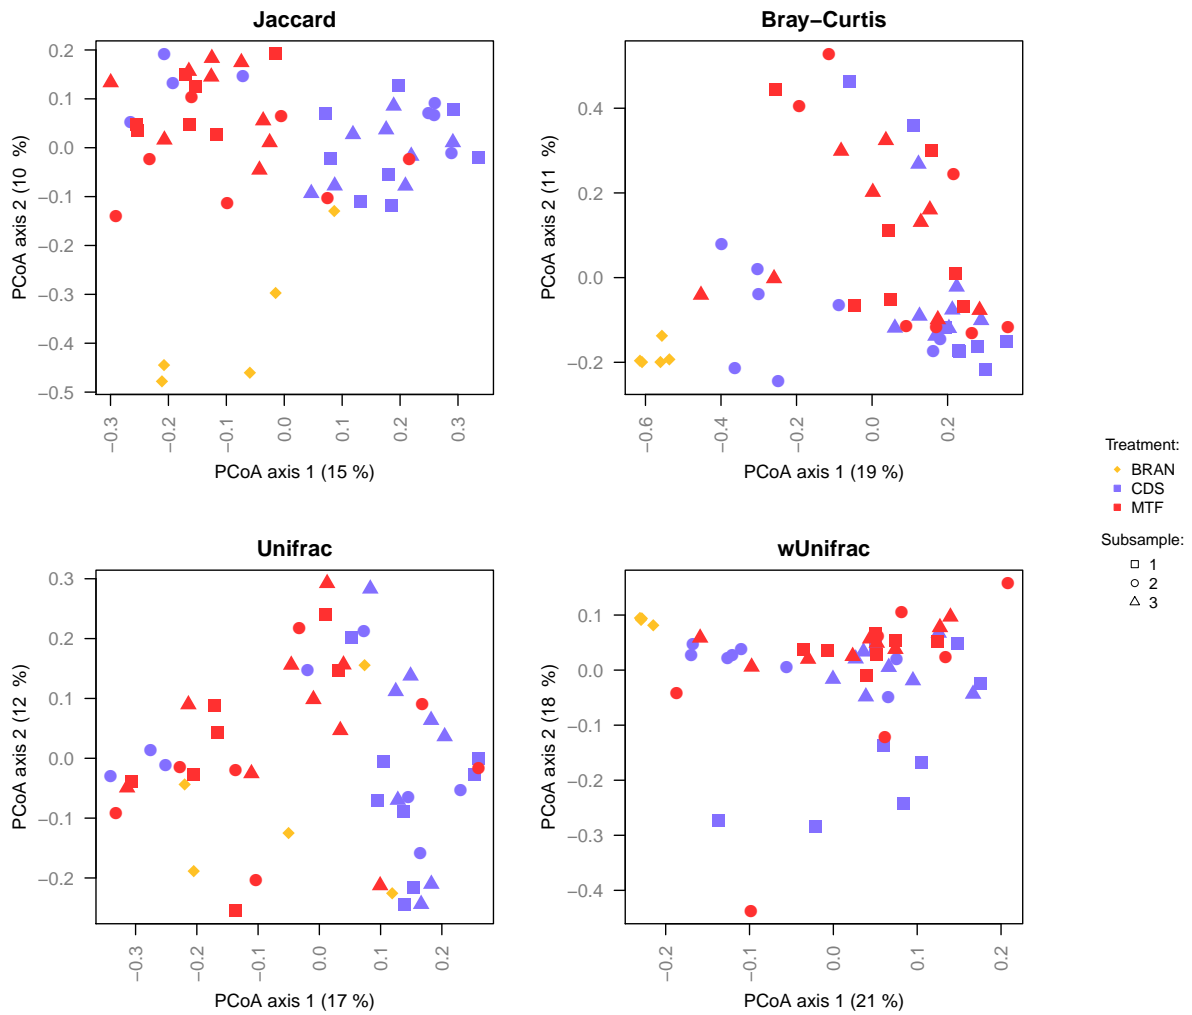 Jaccard
0.2
0.1
0.0
−0.1
−0.2
−0.3
−0.4
−0.5
PCoA axis 2 (10 %)
−0.3
−0.2
−0.1
0.0
0.1
0.2
0.3
PCoA axis 1 (15 %)
Bray−Curtis
0.4
0.2
0.0
−0.2
PCoA axis 2 (11 %)
−0.6
−0.4
−0.2
0.0
0.2
PCoA axis 1 (19 %)
Treatment:
BRAN
CDS
MTF
Subsample:
1
2
3
Unifrac
0.3
0.2
0.1
0.0
−0.1
−0.2
PCoA axis 2 (12 %)
−0.3
−0.2
−0.1
0.0
0.1
0.2
PCoA axis 1 (17 %)
wUnifrac
0.1
0.0
−0.1
−0.2
−0.3
−0.4
PCoA axis 2 (18 %)
−0.2
−0.1
0.0
0.1
0.2
PCoA axis 1 (21 %)